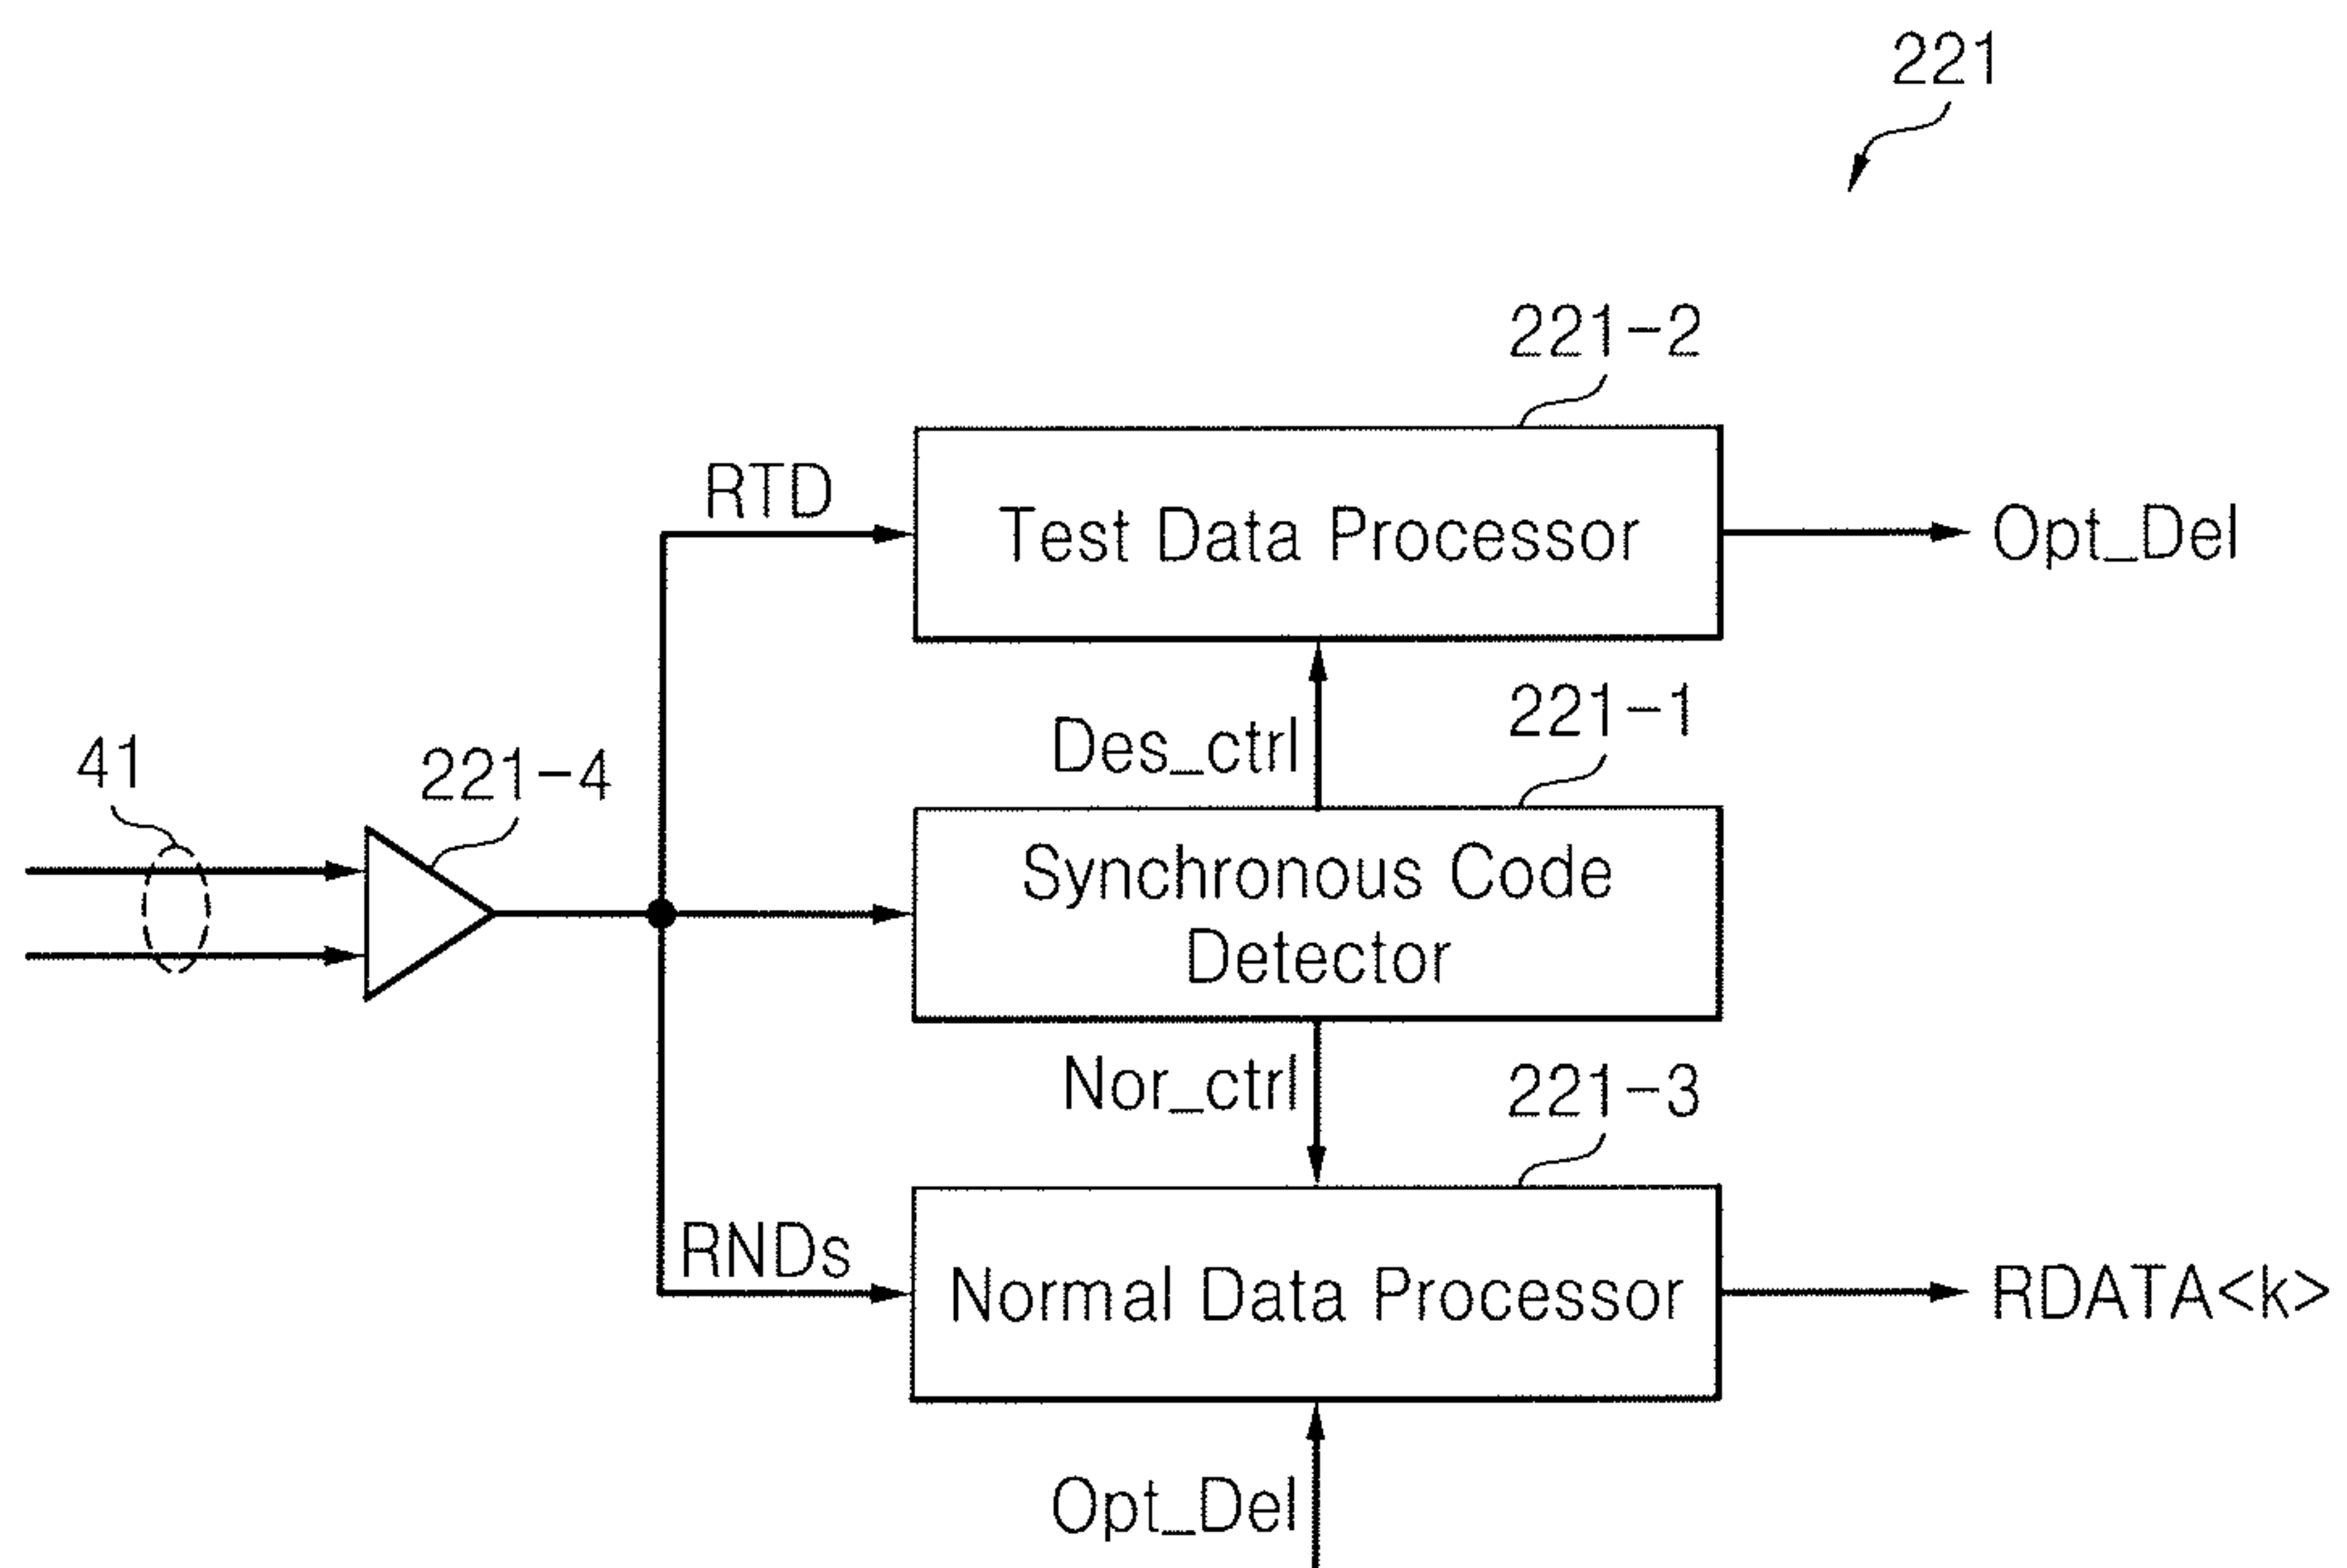 221
221-2
RTD
Test Data Processor
Opt_Del
221-1
Des_ctrl
41
221-4
Synchronous Code
Detector
Nor_ctrl
221-3
RNDs
Normal Data Processor
RDATA<k>
Opt_Del